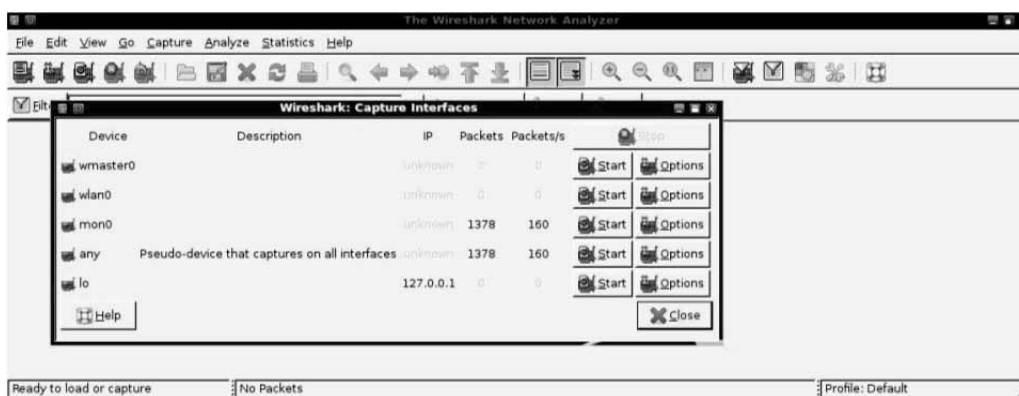 The Wireshark Network Analyzer
File Edit View Go Capture Analyze Statistics Help
Wireshark: Capture Interfaces
Device Description IP Packets Packets/s Stop
wmaster0 unknown 0 0 Start Options
wlan0 unknown 0 0 Start Options
mon0 unknown 1378 160 Start Options
any Pseudo-device that captures on all interfaces unknown 1378 160 Start Options
lo 127.0.0.1 0 0 Start Options
Help Close
Ready to load or capture No Packets Profile: Default